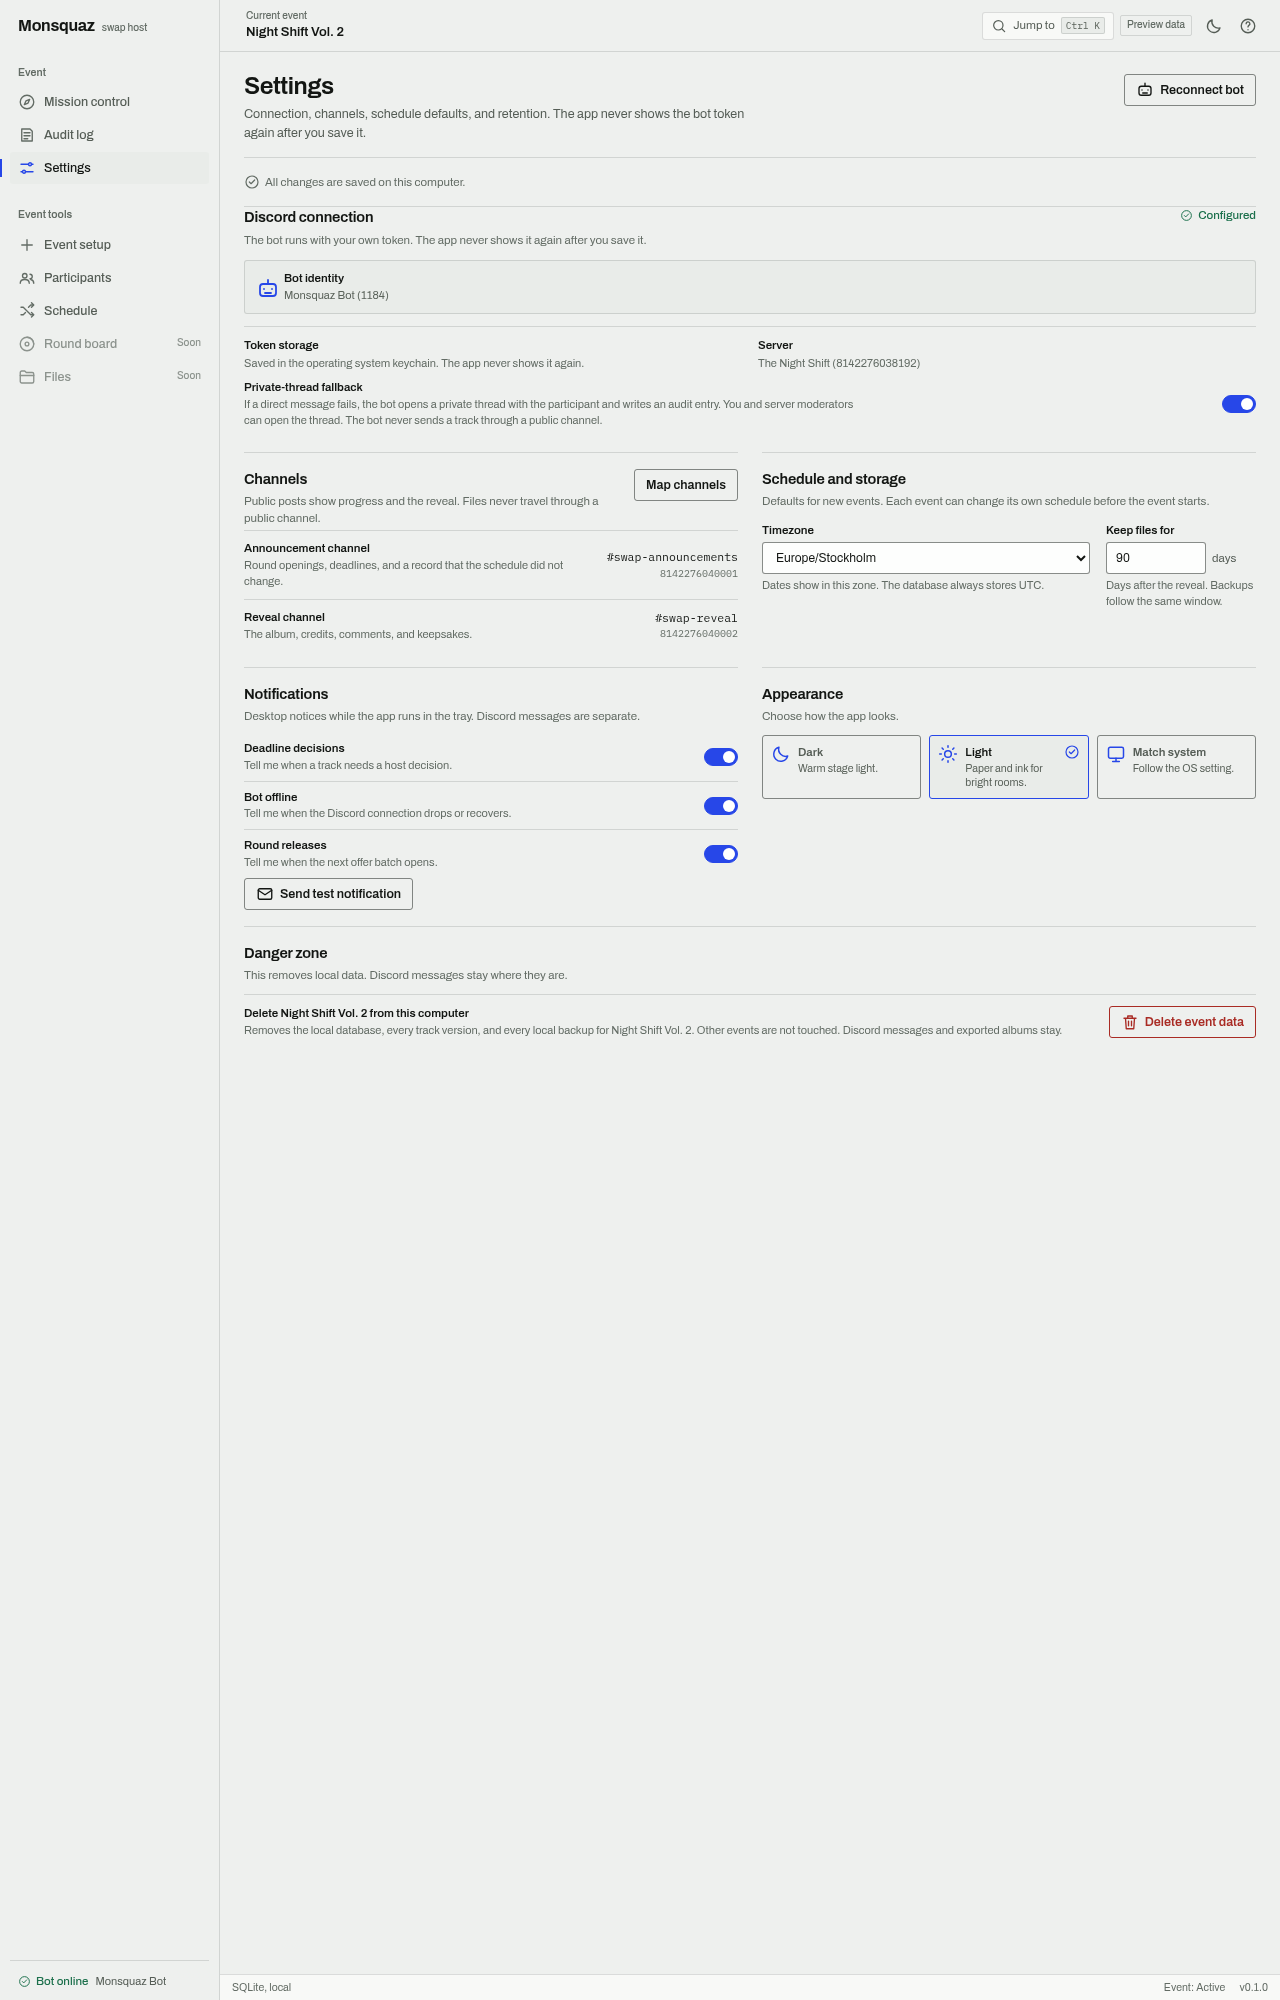 Monsquaz swap host
Event
Mission control
Audit log
Settings
Event tools
Event setup
Participants
Schedule
Round board Soon
Files Soon
Bot online Monsquaz Bot
Current event
Night Shift Vol. 2
Jump to Ctrl K
Preview data
Settings
Connection, channels, schedule defaults, and retention. The app never shows the bot token
again after you save it.
Reconnect bot
All changes are saved on this computer.
Discord connection
Configured
The bot runs with your own token. The app never shows it again after you save it.
Bot identity
Monsquaz Bot (1184)
Token storage
Saved in the operating system keychain. The app never shows it again.
Server
The Night Shift (8142276038192)
Private-thread fallback
If a direct message fails, the bot opens a private thread with the participant and writes an audit entry. You and server moderators
can open the thread. The bot never sends a track through a public channel.
Channels
Public posts show progress and the reveal. Files never travel through a
public channel.
Map channels
Announcement channel
Round openings, deadlines, and a record that the schedule did not
change.
#swap-announcements
8142276040001
Reveal channel
The album, credits, comments, and keepsakes.
#swap-reveal
8142276040002
Schedule and storage
Defaults for new events. Each event can change its own schedule before the event starts.
Timezone
Europe/Stockholm
Dates show in this zone. The database always stores UTC.
Keep files for
90 days
Days after the reveal. Backups
follow the same window.
Notifications
Desktop notices while the app runs in the tray. Discord messages are separate.
Deadline decisions
Tell me when a track needs a host decision.
Bot offline
Tell me when the Discord connection drops or recovers.
Round releases
Tell me when the next offer batch opens.
Send test notification
Appearance
Choose how the app looks.
Dark
Warm stage light.
Light
Paper and ink for
bright rooms.
Match system
Follow the OS setting.
Danger zone
This removes local data. Discord messages stay where they are.
Delete Night Shift Vol. 2 from this computer
Removes the local database, every track version, and every local backup for Night Shift Vol. 2. Other events are not touched. Discord messages and exported albums stay.
Delete event data
SQLite, local
Event: Active v0.1.0